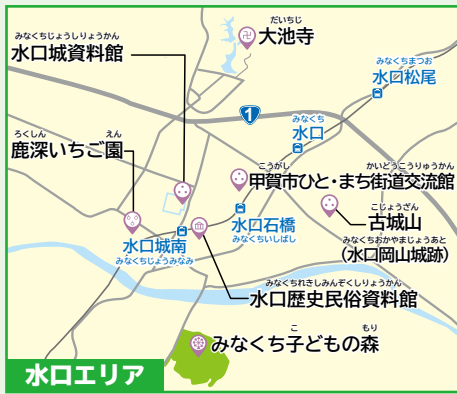 だいちじ
大池寺
みなくちじょうしりょうかん
水口城資料館
みなくちまつお
水口松尾
1
みなくち
水口
ろくしん えん
鹿深いちご園
こうがし かいどうこうりゅうかん
甲賀市ひと・まち街道交流館
こじょうざん
古城山
みなくちおかやまじょうあと
(水口岡山城跡)
水口石橋
みなくちいしばし
水口城南
みなくちじょうみなみ
みなくちれきしみんぞくしりょうかん
水口歴史民俗資料館
こ もり
みなくち子どもの森
水口エリア